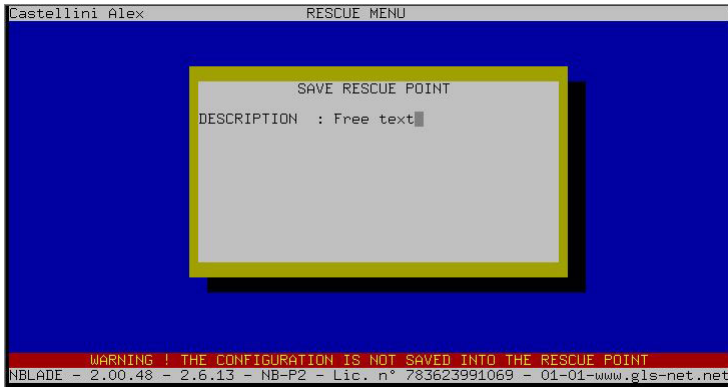 Castellini Alex RESCUE MENU
SAVE RESCUE POINT
DESCRIPTION : Free text
WARNING ! THE CONFIGURATION IS NOT SAVED INTO THE RESCUE POINT
NBLADE - 2.00.48 - 2.6.13 - NB-P2 - Lic. n° 783623991069 - 01-01-www.gls-net.net